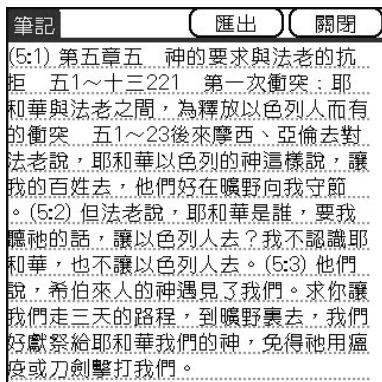 筆記 匯出 關閉
(5:1) 第五章五　神的要求與法老的抗
拒　五1～十三221　第一次衝突：耶
和華與法老之間，為釋放以色列人而有
的衝突　五1～23後來摩西、亞倫去對
法老說，耶和華以色列的神這樣說，讓
我的百姓去，他們好在曠野向我守節
。(5:2) 但法老說，耶和華是誰，要我
聽祂的話，讓以色列人去？我不認識耶
和華，也不讓以色列人去。(5:3) 他們
說，希伯來人的神遇見了我們。求你讓
我們走三天的路程，到曠野裏去，我們
好獻祭給耶和華我們的神，免得祂用瘟
疫或刀劍擊打我們。